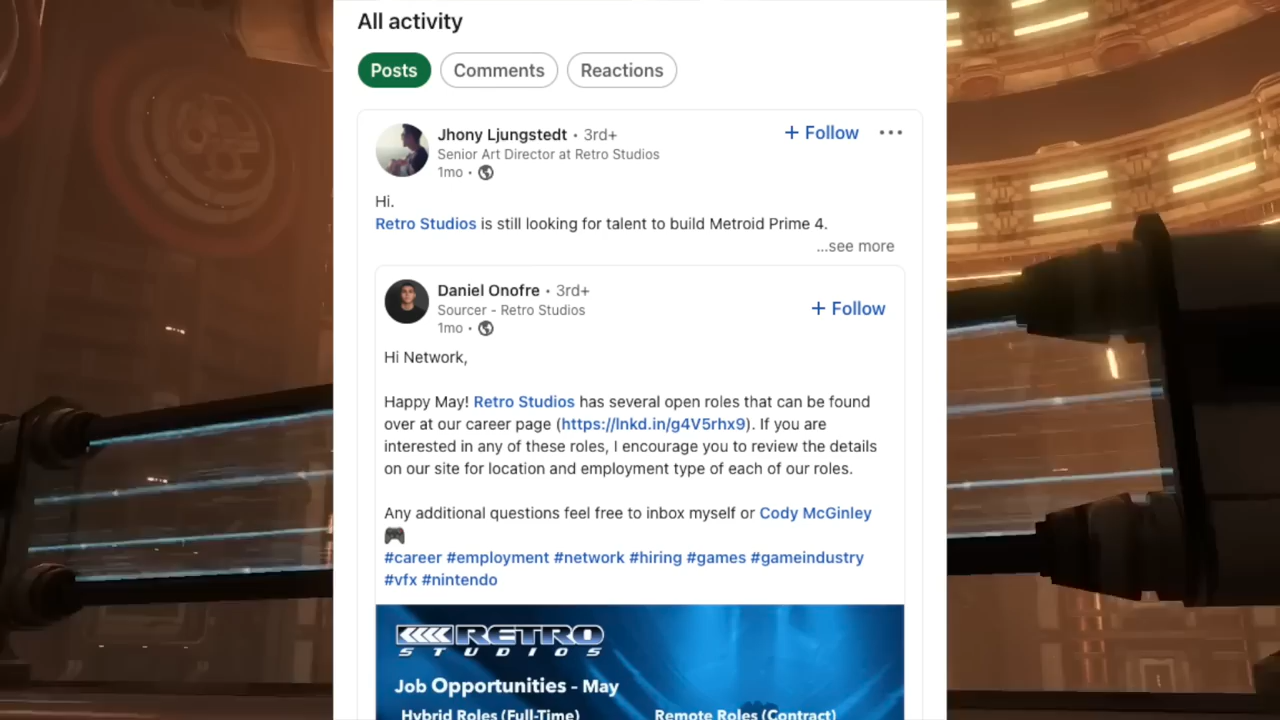 All activity
Posts Comments Reactions
Jhony Ljungstedt • 3rd+
+ Follow •••
Senior Art Director at Retro Studios
1mo •
Hi.
Retro Studios is still looking for talent to build Metroid Prime 4.
...see more
Daniel Onofre • 3rd+
Sourcer - Retro Studios
+ Follow
1mo •
Hi Network,
Happy May! Retro Studios has several open roles that can be found
over at our career page (https://lnkd.in/g4V5rhx9). If you are
interested in any of these roles, I encourage you to review the details
on our site for location and employment type of each of our roles.
Any additional questions feel free to inbox myself or Cody McGinley
🎮
#career #employment #network #hiring #games #gameindustry
#vfx #nintendo
RETRO
STUDIOS
Job Opportunities - May
Hybrid Roles (Full-Time) Remote Roles (Contract)